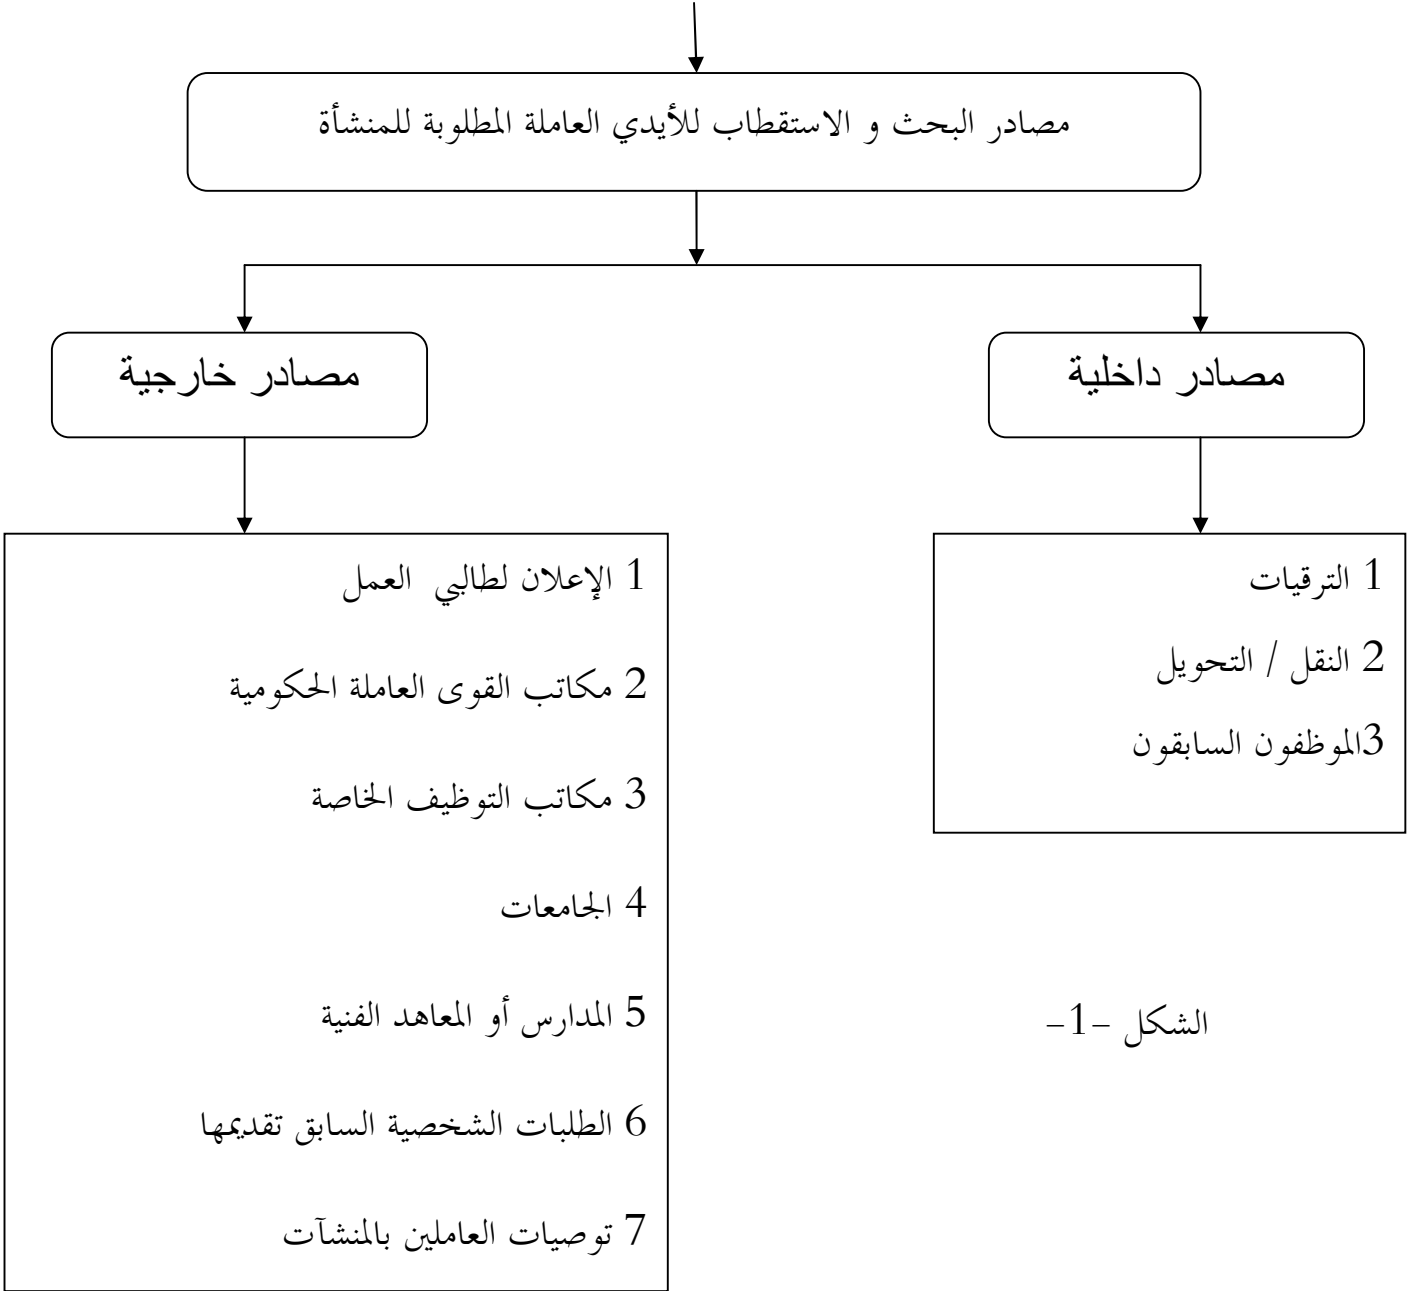 مصادر البحث و الاستقطاب للأيدي العاملة المطلوبة للمنشأة
مصادر داخلية
1 الترقيات
2 النقل / التحويل
3الموظفون السابقون
الشكل -1-
مصادر خارجية
1 الإعلان لطالبي العمل
2 مكاتب القوى العاملة الحكومية
3 مكاتب التوظيف الخاصة
4 الجامعات
5 المدارس أو المعاهد الفنية
6 الطلبات الشخصية السابق تقديمها
7 توصيات العاملين بالمنشآت